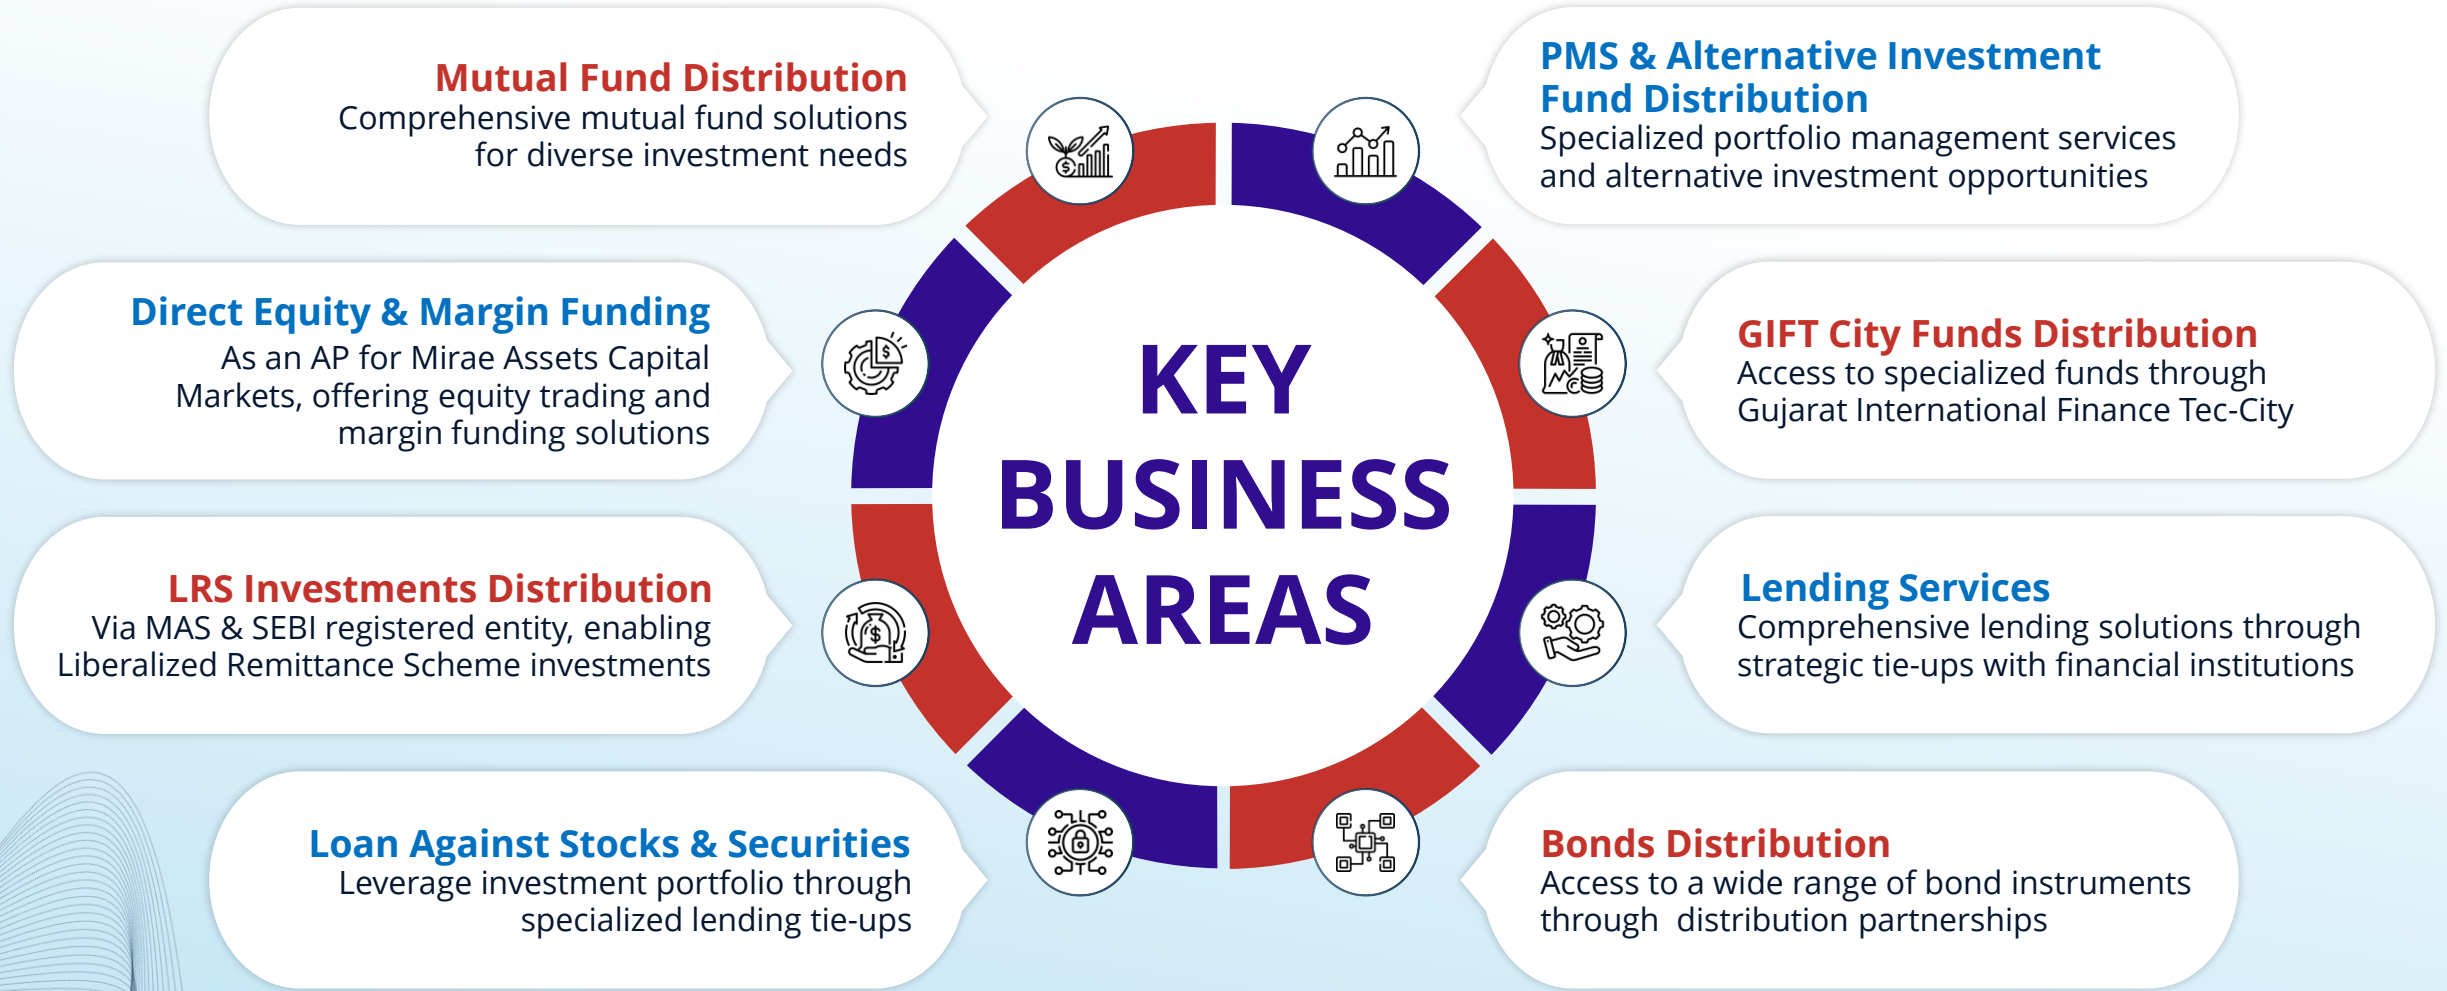 Mutual Fund Distribution
Comprehensive mutual fund solutions
for diverse investment needs
Direct Equity & Margin Funding
As an AP for Mirae Assets Capital
Markets, offering equity trading and
margin funding solutions
LRS Investments Distribution
Via MAS & SEBI registered entity, enabling
Liberalized Remittance Scheme investments
Loan Against Stocks & Securities
Leverage investment portfolio through
specialized lending tie-ups
KEY
BUSINESS
AREAS
PMS & Alternative Investment
Fund Distribution
Specialized portfolio management services
and alternative investment opportunities
GIFT City Funds Distribution
Access to specialized funds through
Gujarat International Finance Tec-City
Lending Services
Comprehensive lending solutions through
strategic tie-ups with financial institutions
Bonds Distribution
Access to a wide range of bond instruments
through  distribution partnerships